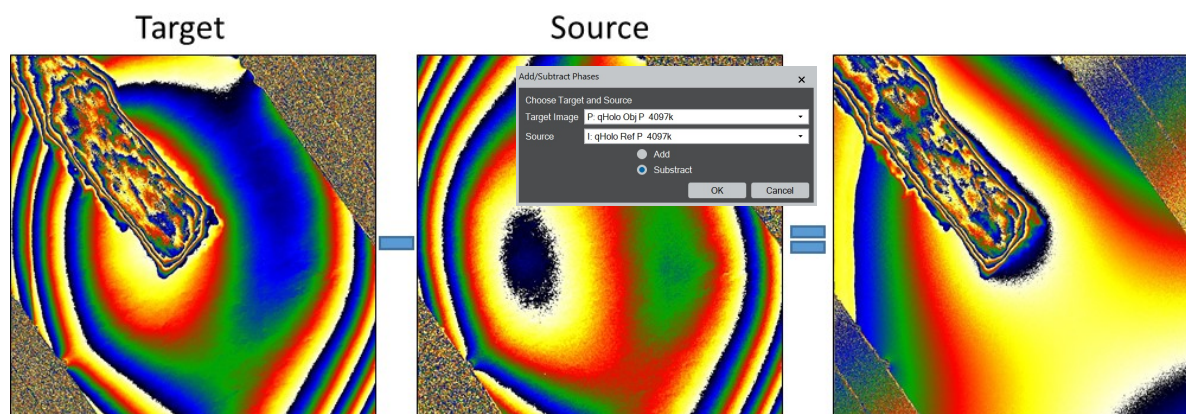 Target
Source
Add/Subtract Phases
Choose Target and Source
Target Image P: qHolo Obj P 4097k
Source I: qHolo Ref P 4097k
Add
Substract
OK Cancel